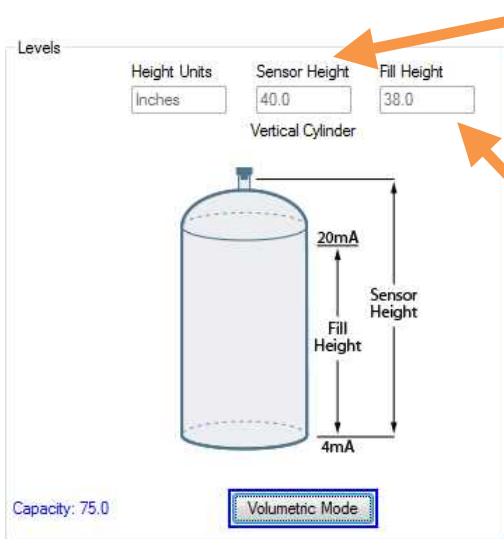 Levels
Height Units Sensor Height Fill Height
Inches 40.0 38.0
Vertical Cylinder
20mA
Sensor
Height
Fill
Height
4mA
Capacity: 75.0 Volumetric Mode